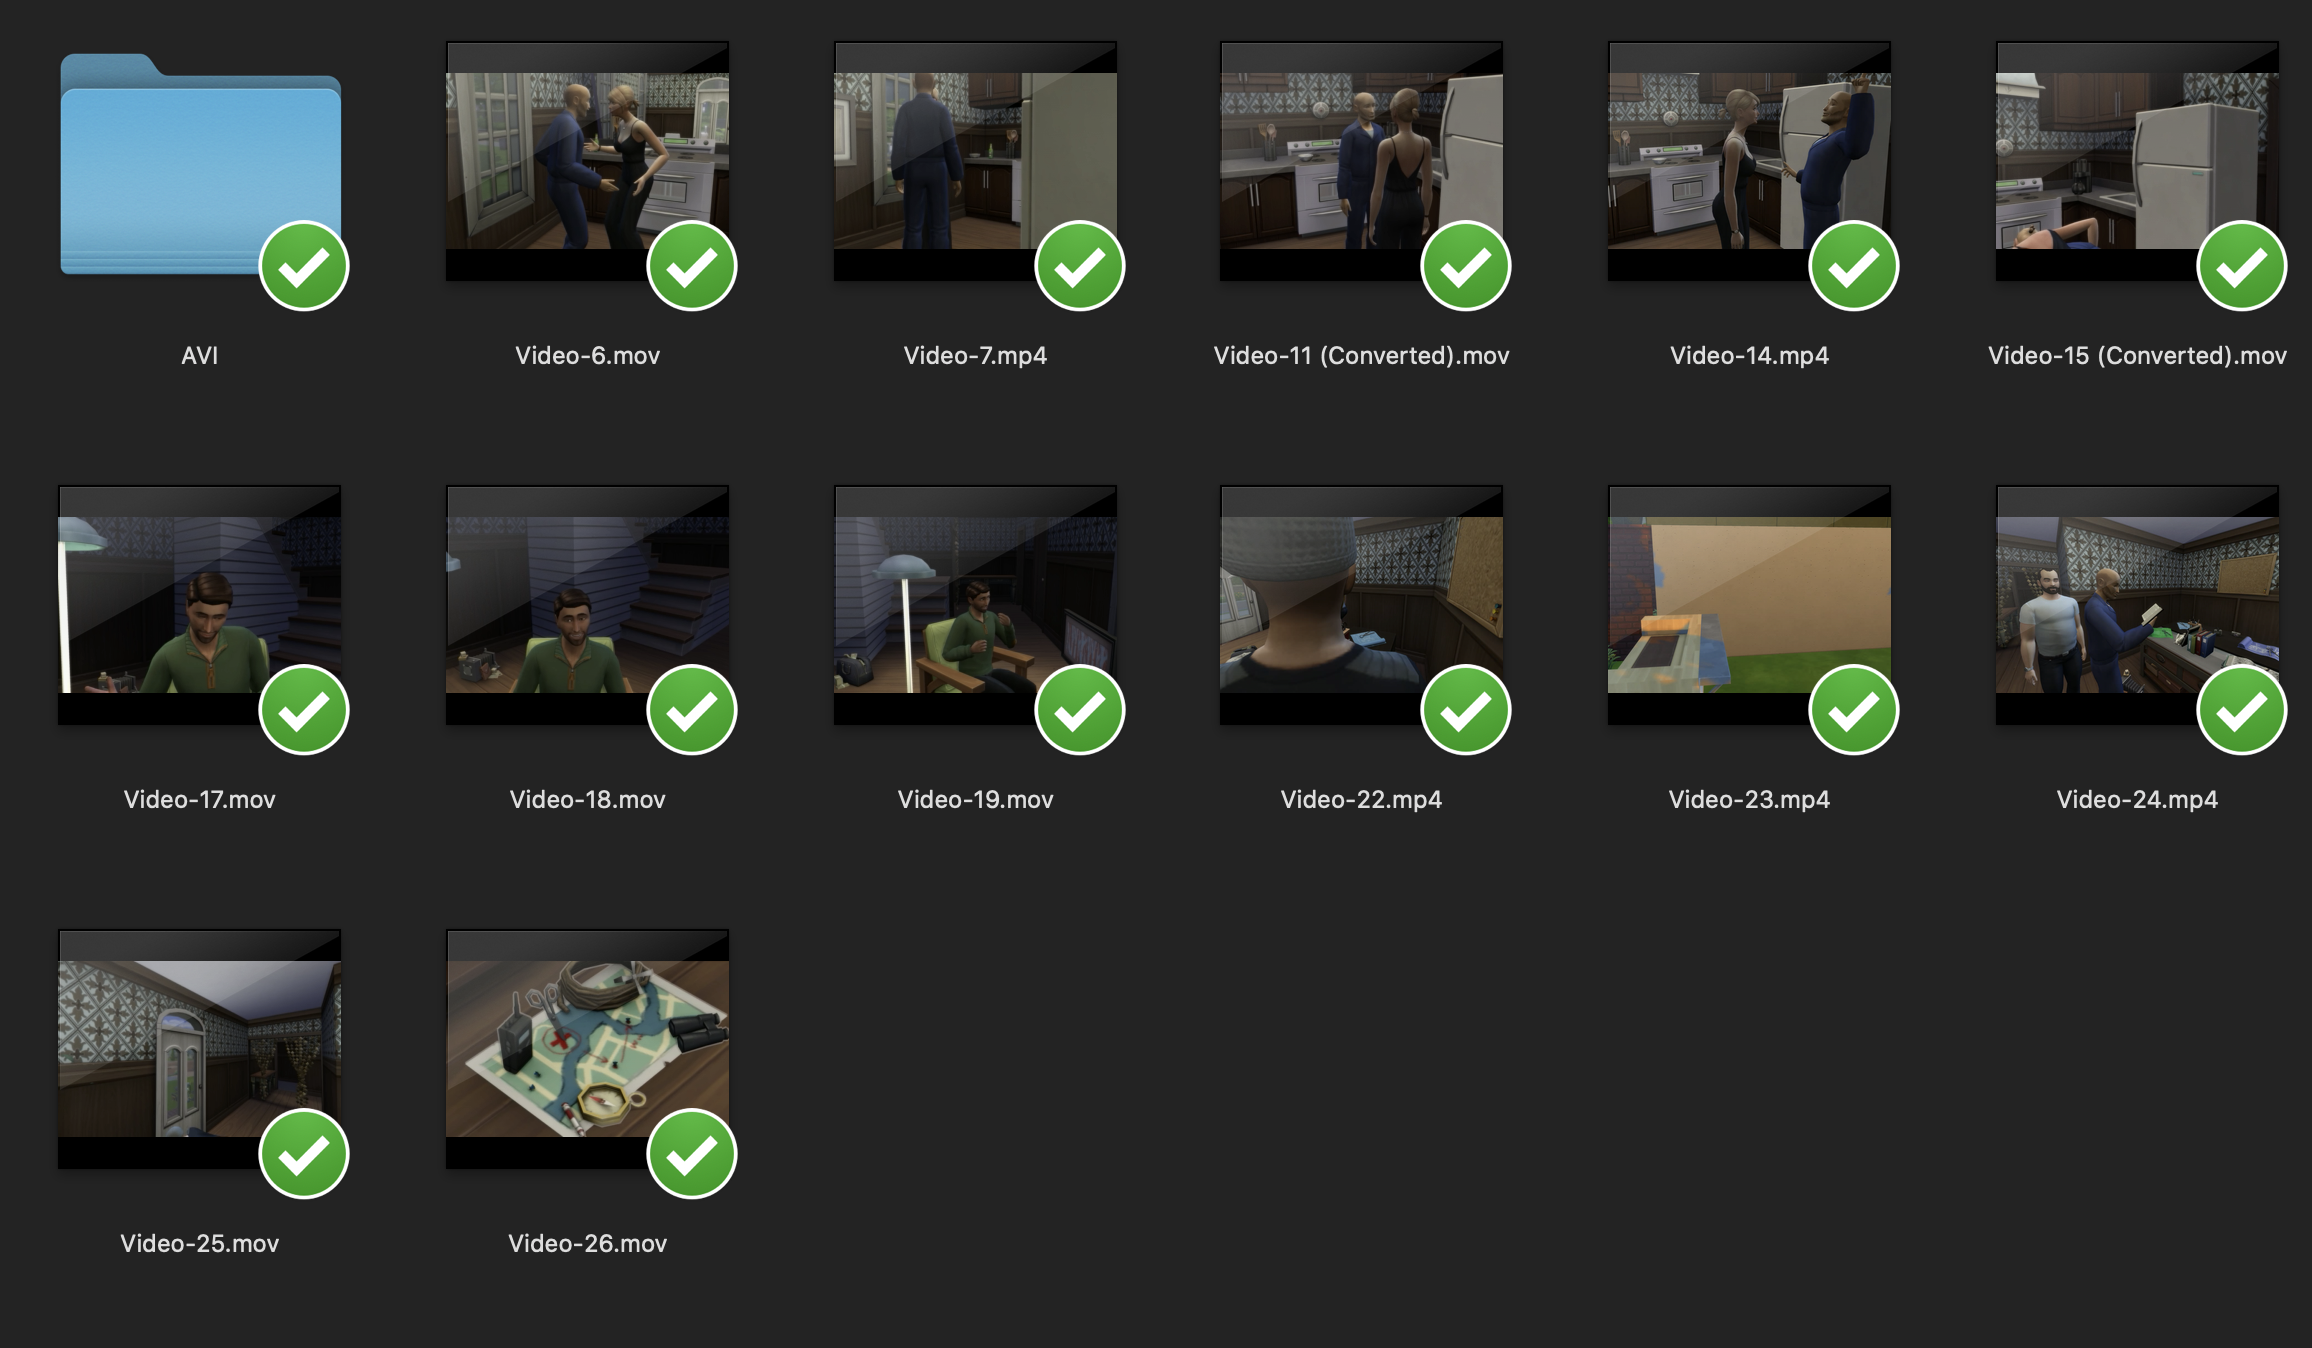 AVI
Video-6.mov
Video-7.mp4
Video-11 (Converted).mov
Video-14.mp4
Video-15 (Converted).mov
Video-17.mov
Video-18.mov
Video-19.mov
Video-22.mp4
Video-23.mp4
Video-24.mp4
Video-25.mov
Video-26.mov